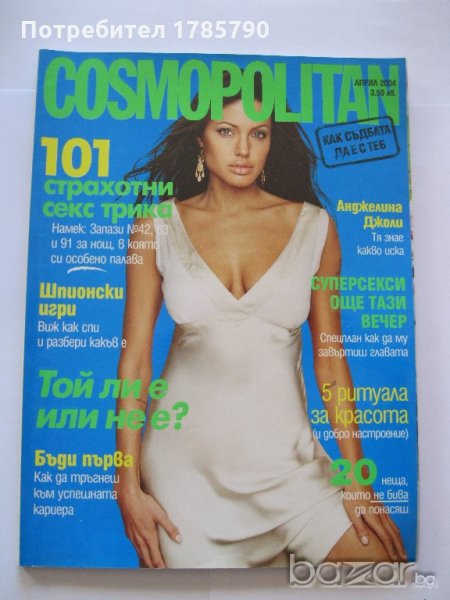 Потребител 1785790
COSMOPOLITAN
АПРИЛ 2004
3.50 лв.
КАК СЪДБАТА
ДА Е С ТЕБ
101
страхотни
секс трика
Намек: Запази №42, 63
и 91 за нощ, в която
си особено палава
Анджелина
Джоли
Тя знае
какво иска
Шпионски
игри
Виж как спи
и разбери какъв е
СУПЕРСЕКСИ
ОЩЕ ТАЗИ
ВЕЧЕР
Спецплан как да му
завъртиш главата
Той ли е
или не е?
5 ритуала
за красота
(и добро настроение)
Бъди първа
Как да тръгнеш
към успешната
кариера
20 неща,
които не бива
да понасяш
bazar.bg